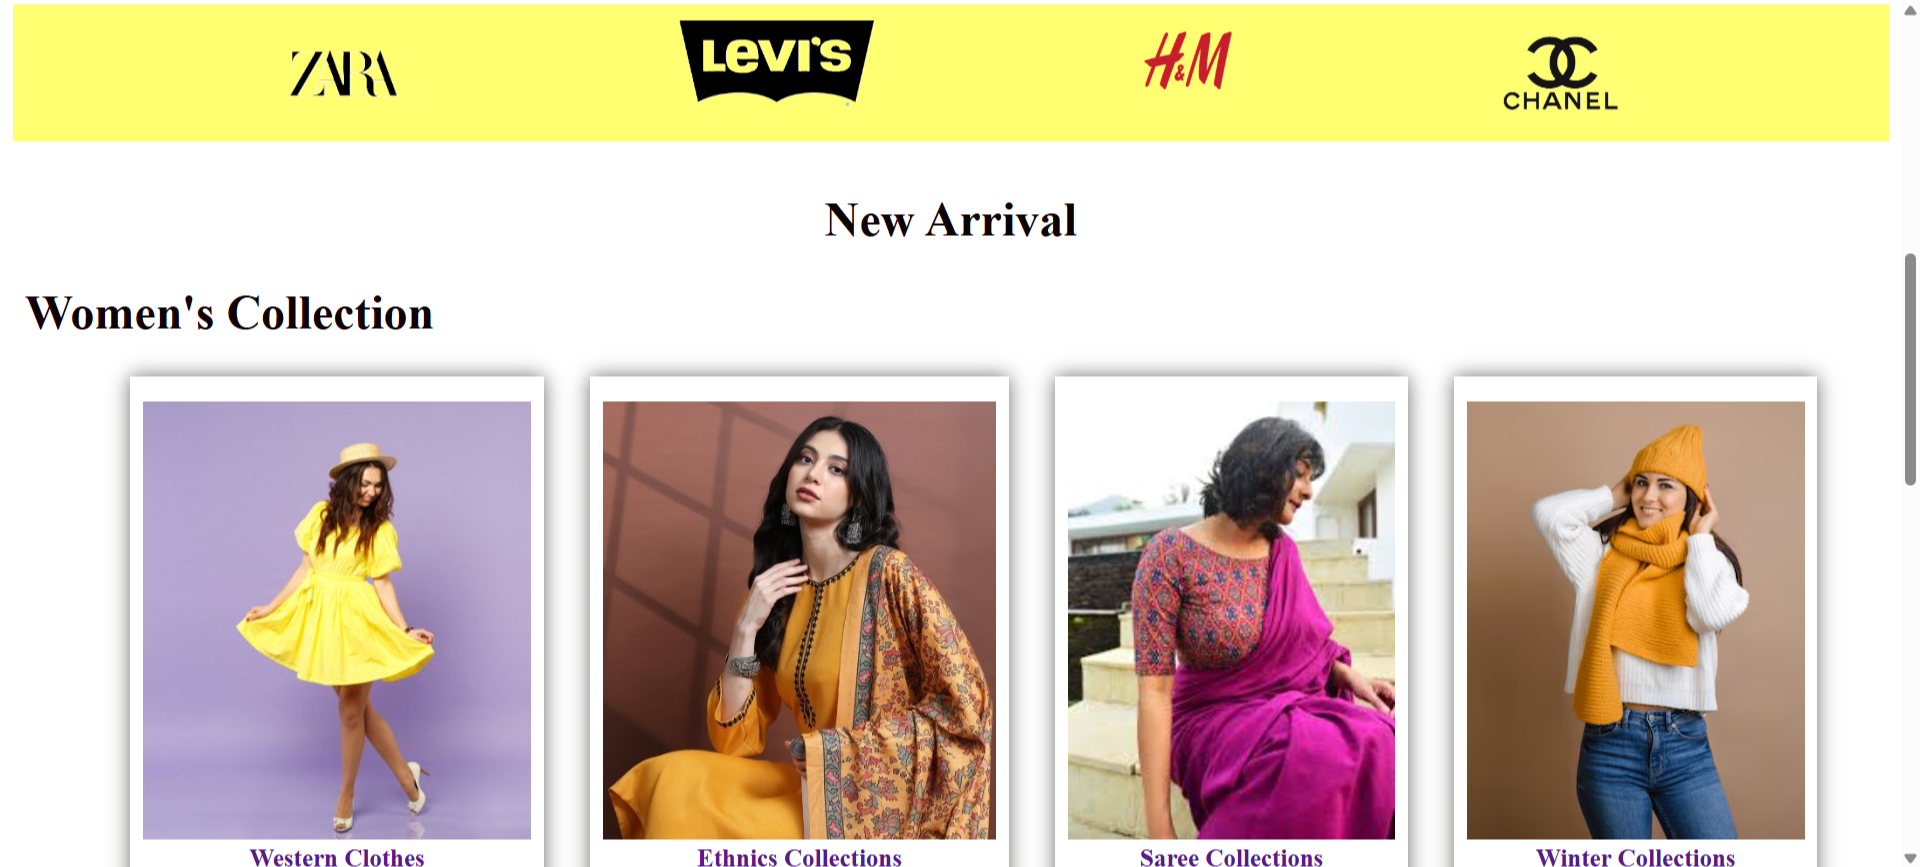 ZARA
LEVI'S
H&M
CHANEL
New Arrival
Women's Collection
Western Clothes
Ethnics Collections
Saree Collections
Winter Collections